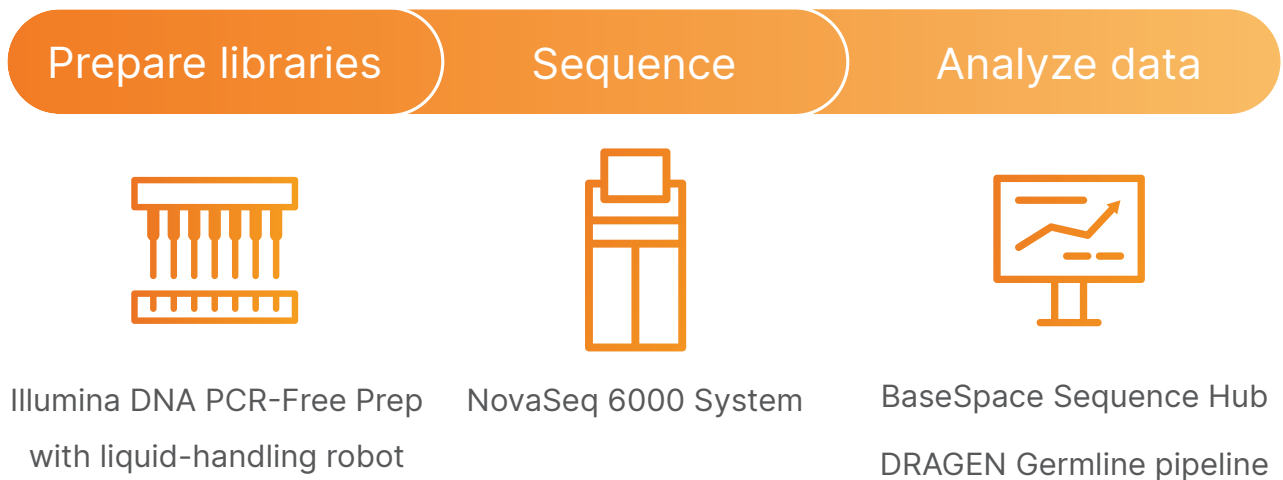 Prepare libraries
Sequence
Analyze data
Illumina DNA PCR-Free Prep
with liquid-handling robot
NovaSeq 6000 System
BaseSpace Sequence Hub
DRAGEN Germline pipeline